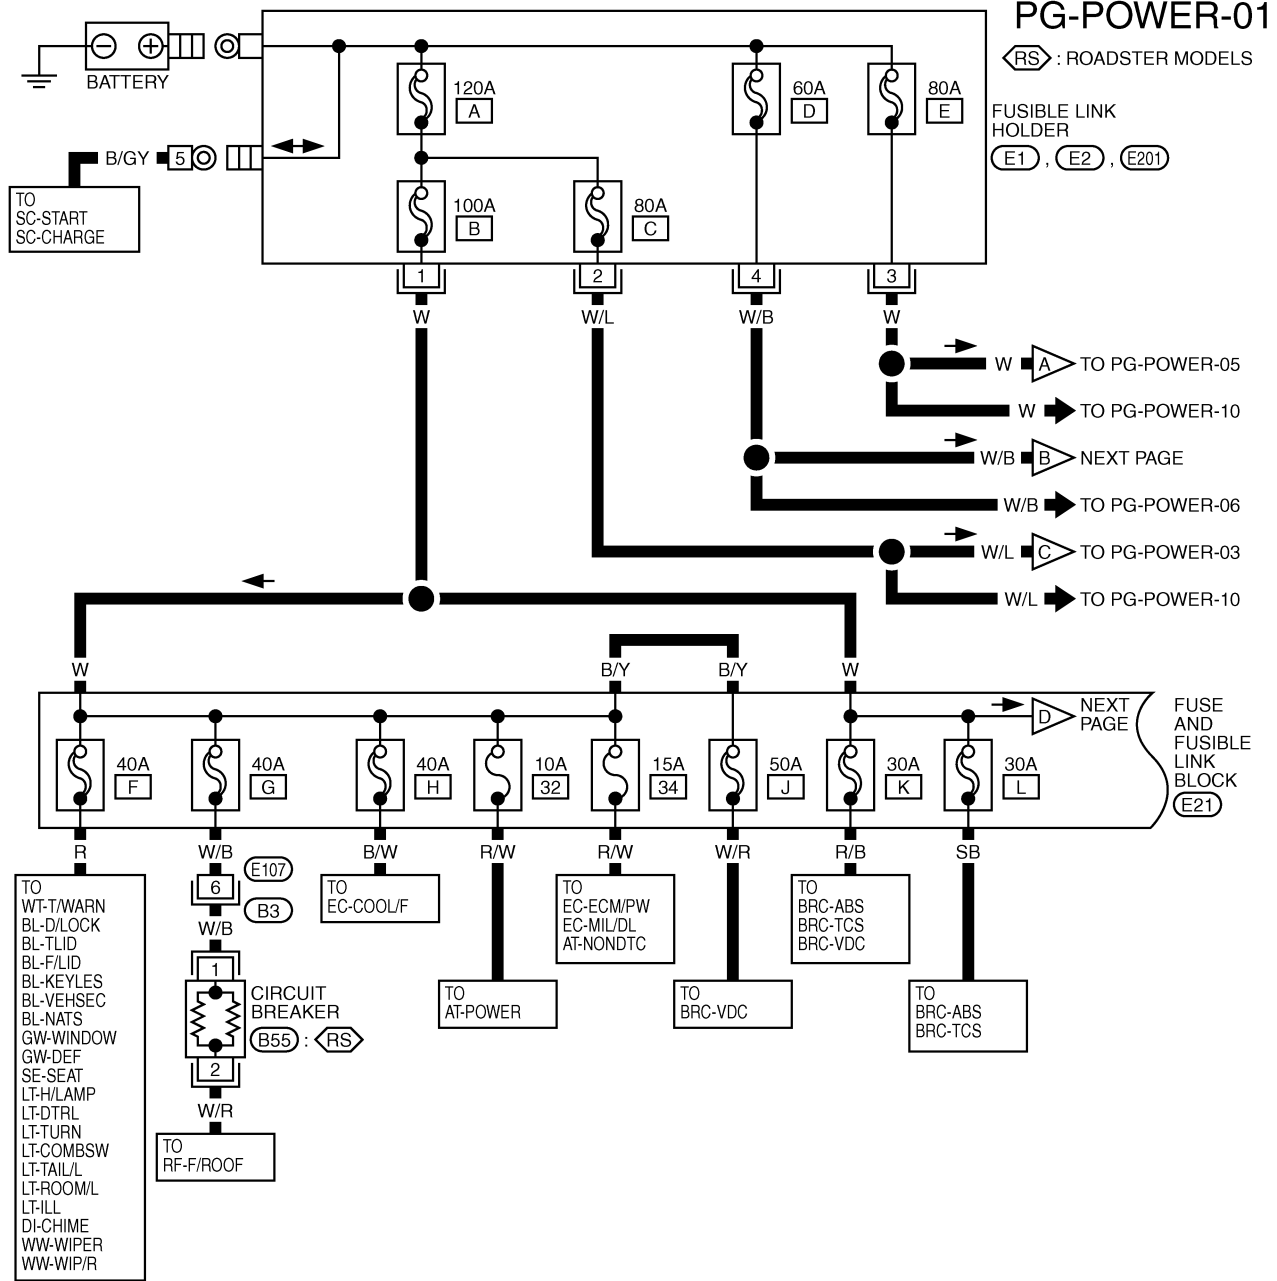 PG-POWER-01
RS : ROADSTER MODELS
BATTERY
120A
A
60A
D
80A
E
FUSIBLE LINK
HOLDER
E1 , E2 , E201
B/GY 5
TO
SC-START
SC-CHARGE
100A
B
80A
C
1 2 4 3
W W/L W/B W
W A TO PG-POWER-05
W TO PG-POWER-10
W/B B NEXT PAGE
W/B TO PG-POWER-06
W/L C TO PG-POWER-03
W/L TO PG-POWER-10
W B/Y B/Y W
D NEXT
PAGE
FUSE
AND
FUSIBLE
LINK
BLOCK
E21
40A
F
40A
G
40A
H
10A
32
15A
34
50A
J
30A
K
30A
L
R W/B B/W R/W R/W W/R R/B SB
TO
WT-T/WARN
BL-D/LOCK
BL-TLID
BL-F/LID
BL-KEYLES
BL-VEHSEC
BL-NATS
GW-WINDOW
GW-DEF
SE-SEAT
LT-H/LAMP
LT-DTRL
LT-TURN
LT-COMBSW
LT-TAIL/L
LT-ROOM/L
LT-ILL
DI-CHIME
WW-WIPER
WW-WIP/R
6
E107
B3
W/B
1
CIRCUIT
BREAKER
B55 : RS
2
W/R
TO
RF-F/ROOF
TO
EC-COOL/F
TO
AT-POWER
TO
EC-ECM/PW
EC-MIL/DL
AT-NONDTC
TO
BRC-VDC
TO
BRC-ABS
BRC-TCS
BRC-VDC
TO
BRC-ABS
BRC-TCS